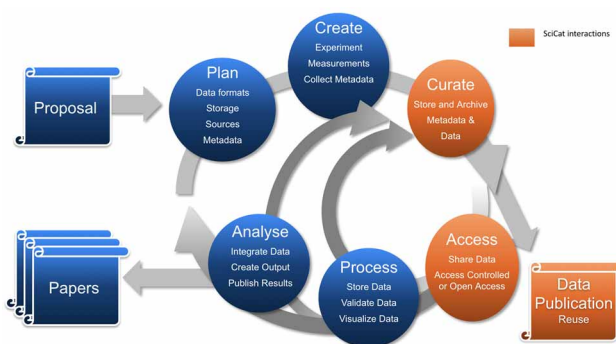 SciCat interactions
Proposal
Plan
Data formats
Storage
Sources
Metadata
Create
Experiment
Measurements
Collect Metadata
Curate
Store and Archive
Metadata &
Data
Access
Share Data
Access Controlled
or Open Access
Data
Publication
Reuse
Process
Store Data
Validate Data
Visualize Data
Analyse
Integrate Data
Create Output
Publish Results
Papers